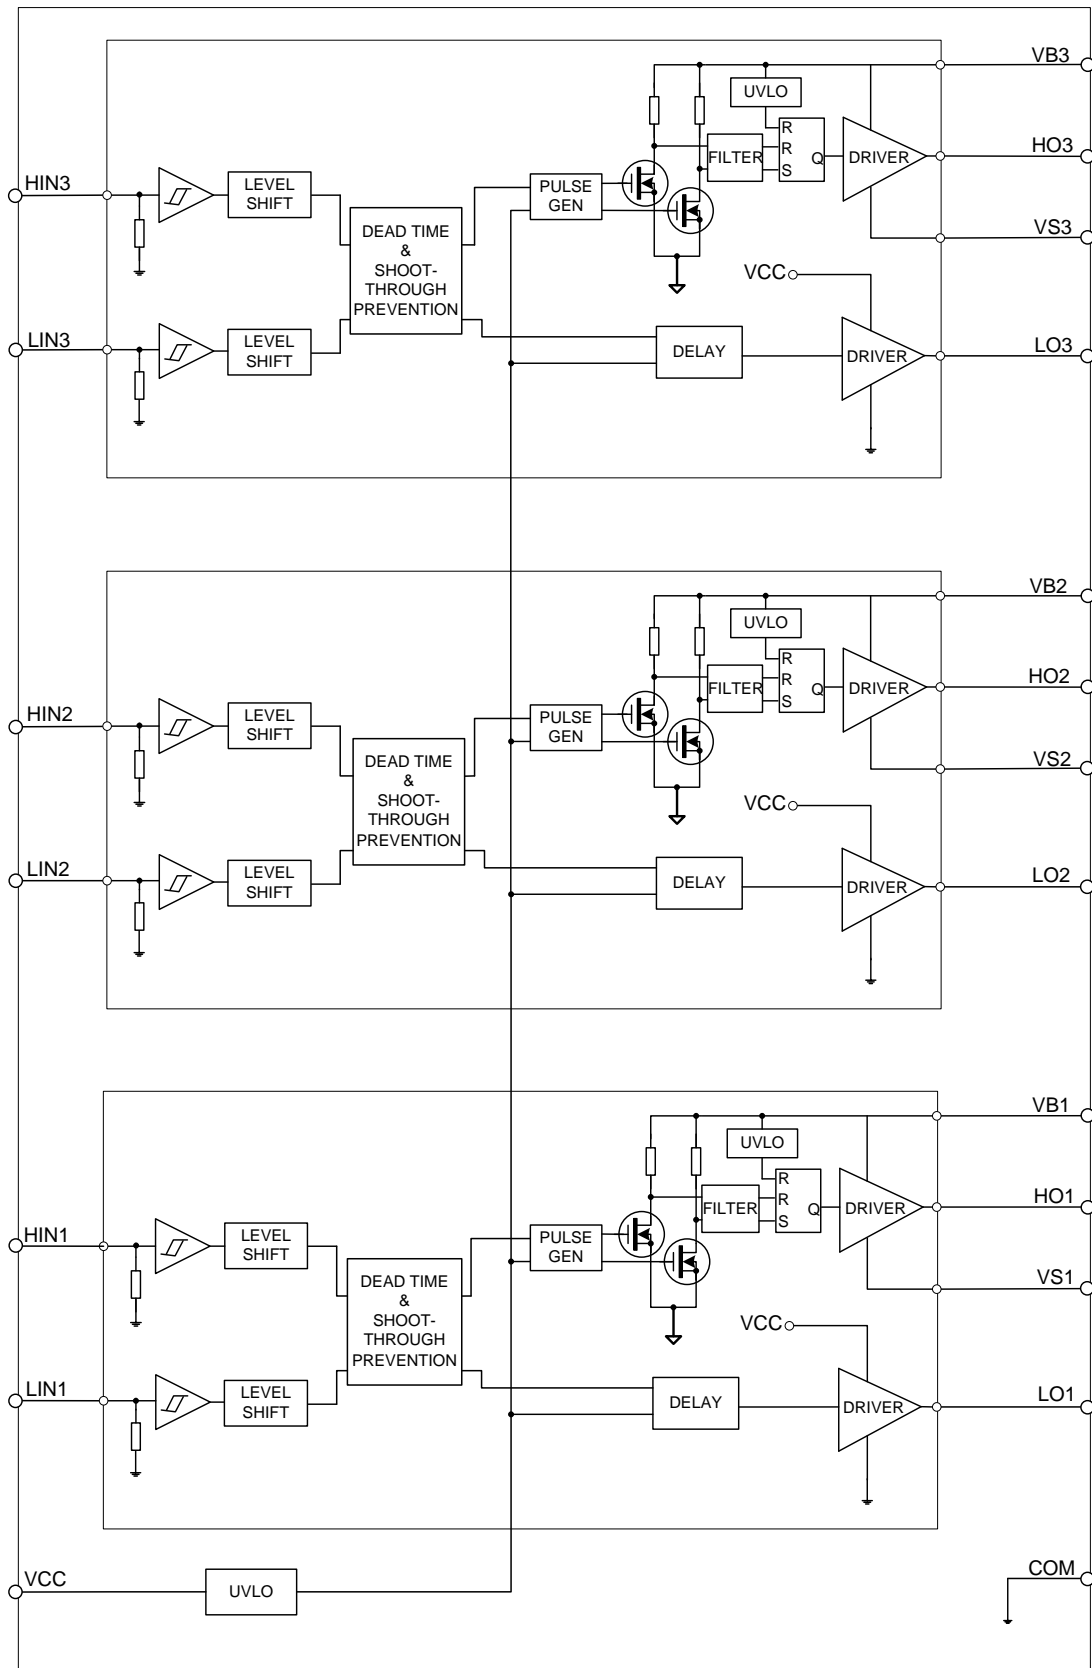 VB3
UVLO
R
R
S
Q
FILTER
DRIVER
HO3
HIN3
LEVEL
SHIFT
PULSE
GEN
DEAD TIME
&
SHOOT-
THROUGH
PREVENTION
VS3
VCC
LIN3
LEVEL
SHIFT
DELAY
DRIVER
LO3
VB2
UVLO
R
R
S
Q
FILTER
DRIVER
HO2
HIN2
LEVEL
SHIFT
PULSE
GEN
DEAD TIME
&
SHOOT-
THROUGH
PREVENTION
VS2
VCC
LIN2
LEVEL
SHIFT
DELAY
DRIVER
LO2
VB1
UVLO
R
R
S
Q
FILTER
DRIVER
HO1
HIN1
LEVEL
SHIFT
PULSE
GEN
DEAD TIME
&
SHOOT-
THROUGH
PREVENTION
VS1
VCC
LIN1
LEVEL
SHIFT
DELAY
DRIVER
LO1
VCC
UVLO
COM